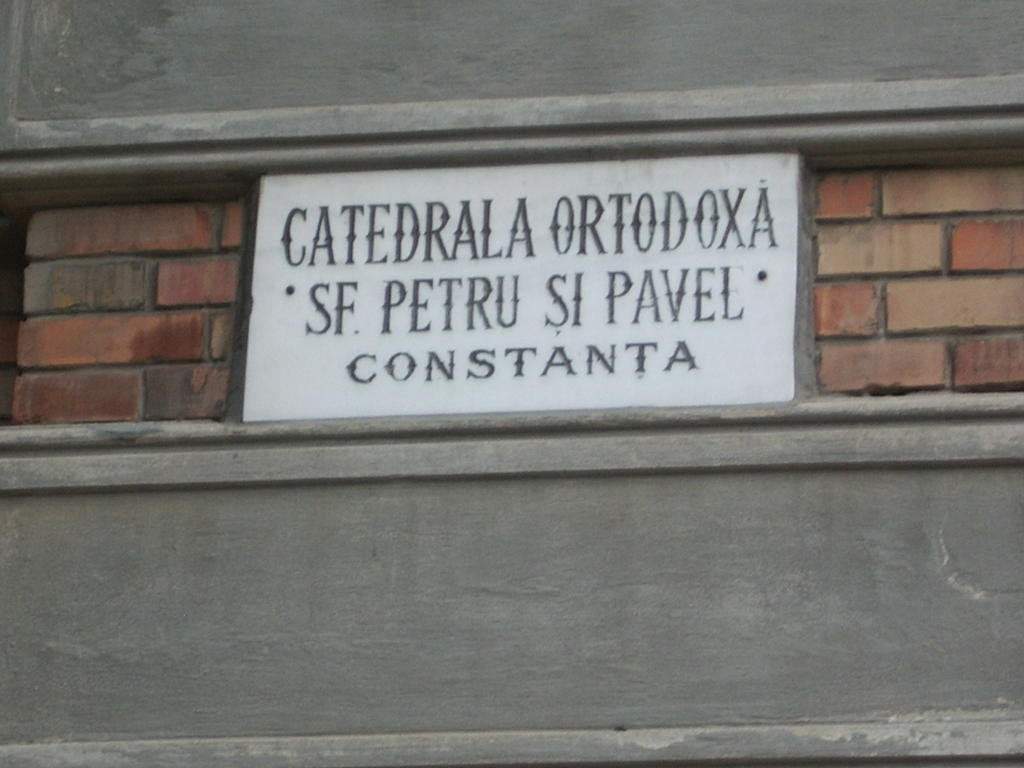 CATEDRALA ORTODOXĂ
• SF. PETRU ȘI PAVEL •
CONSTANȚA